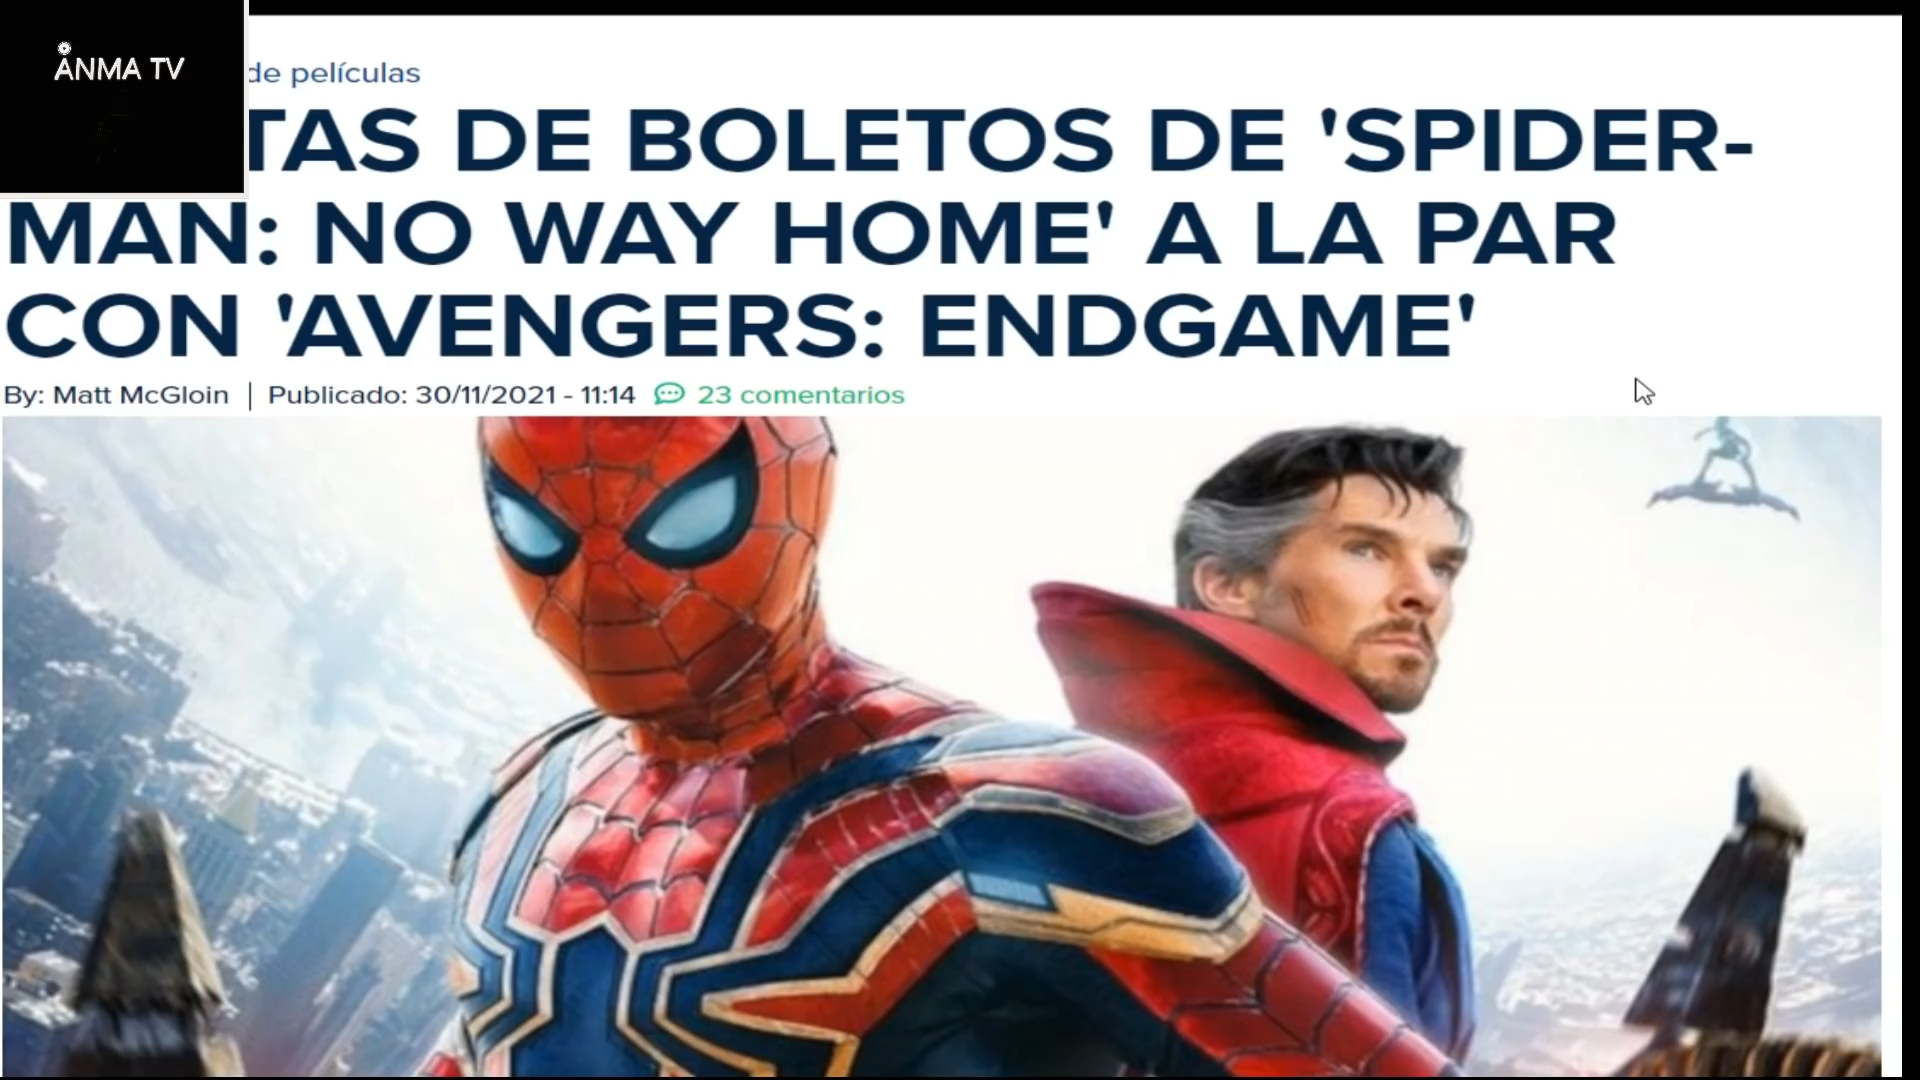 ANMA TV
de películas
TAS DE BOLETOS DE 'SPIDER-
MAN: NO WAY HOME' A LA PAR
CON 'AVENGERS: ENDGAME'
By: Matt McGloin | Publicado: 30/11/2021 - 11:14 23 comentarios